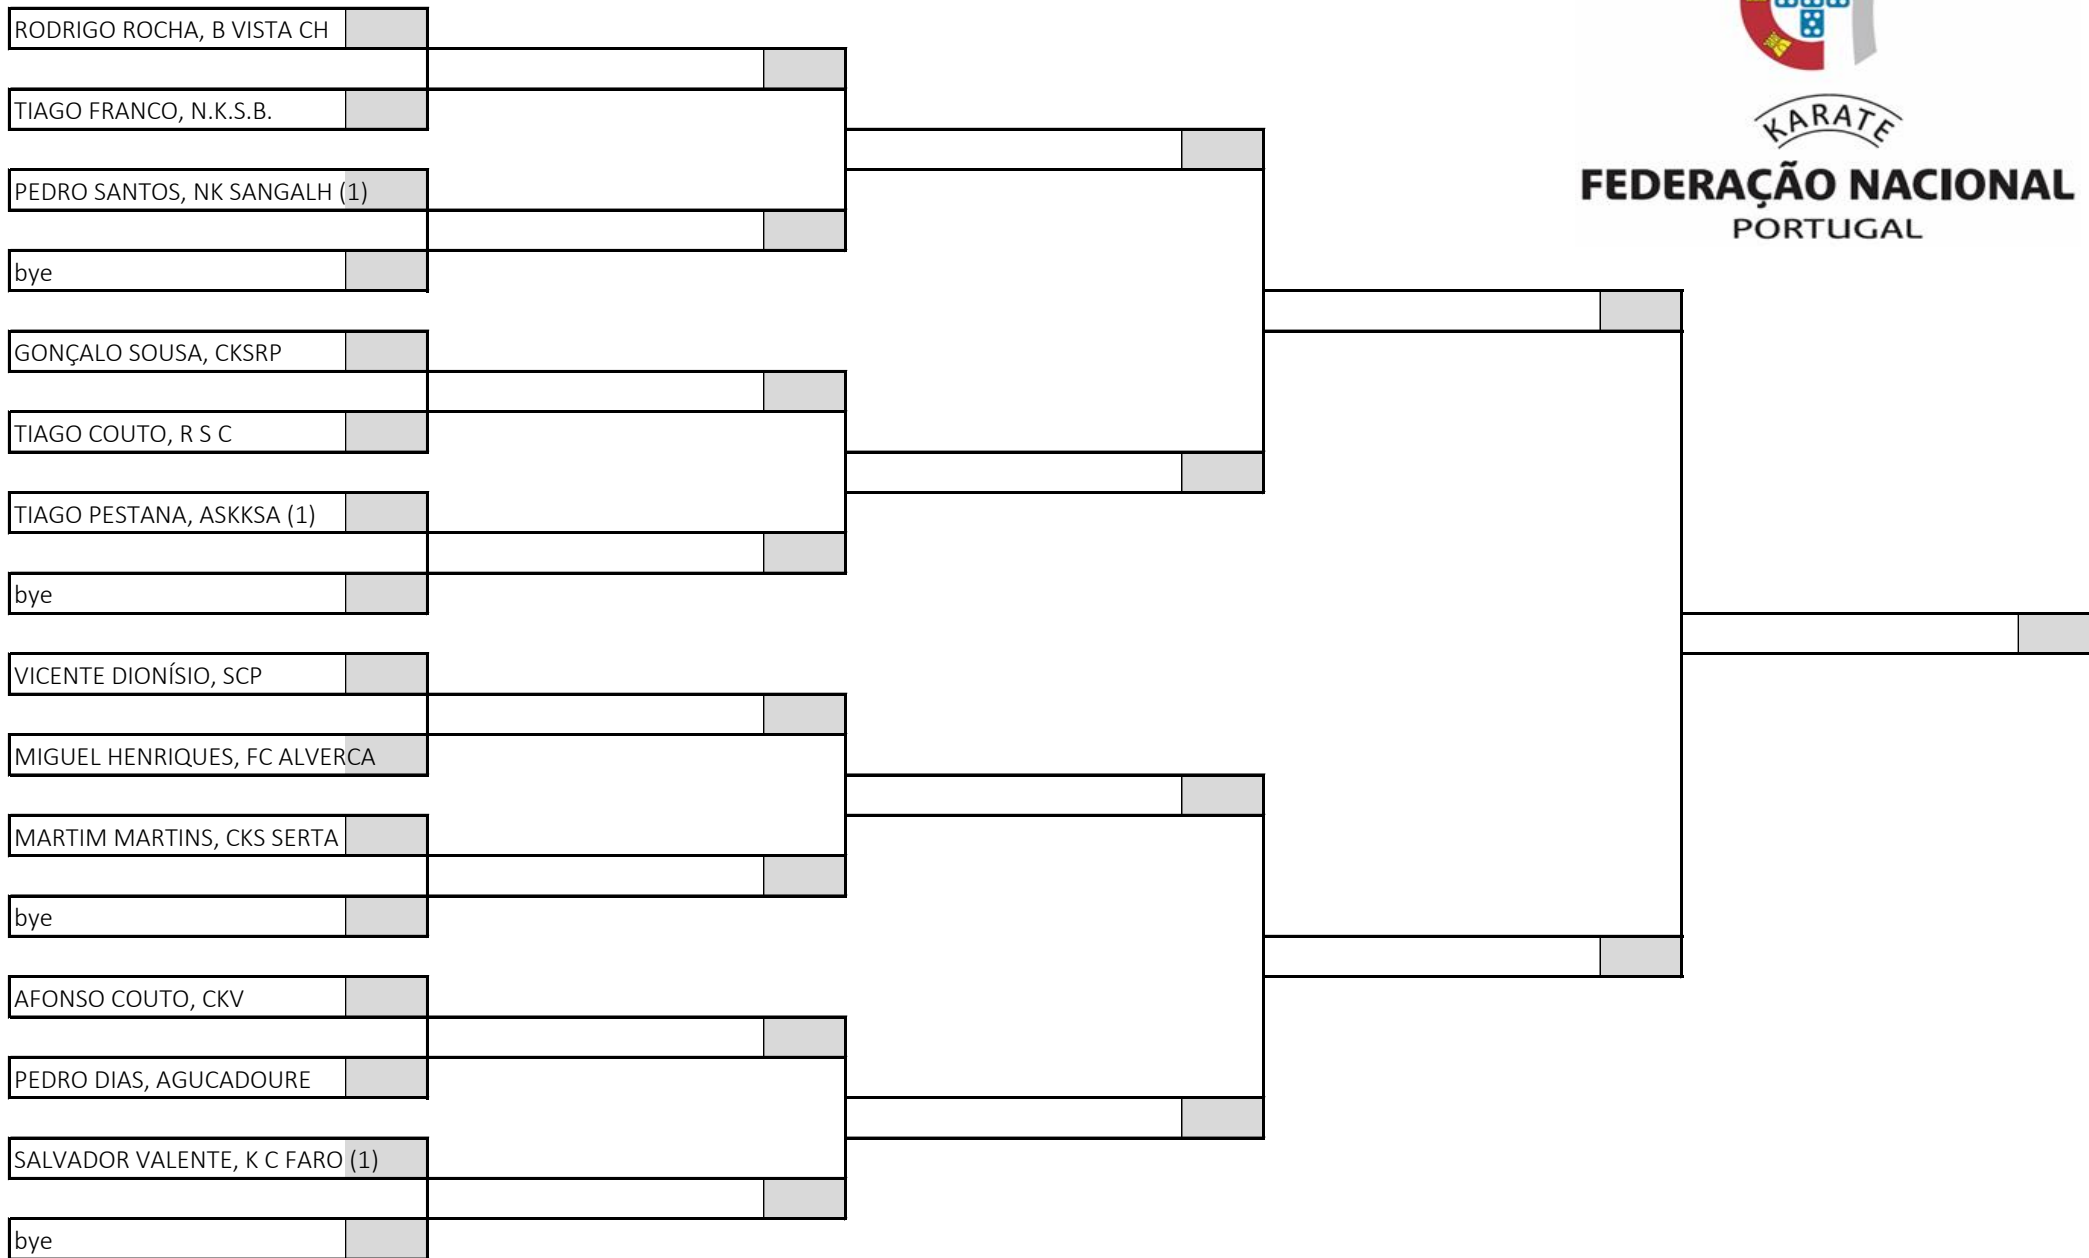 RODRIGO ROCHA, B VISTA CH
TIAGO FRANCO, N.K.S.B.
PEDRO SANTOS, NK SANGALH (1)
bye
GONÇALO SOUSA, CKSRP
TIAGO COUTO, R S C
TIAGO PESTANA, ASKKSA (1)
bye
VICENTE DIONÍSIO, SCP
MIGUEL HENRIQUES, FC ALVERCA
MARTIM MARTINS, CKS SERTA
bye
AFONSO COUTO, CKV
PEDRO DIAS, AGUCADOURE
SALVADOR VALENTE, K C FARO (1)
bye
KARATE
FEDERAÇÃO NACIONAL
PORTUGAL